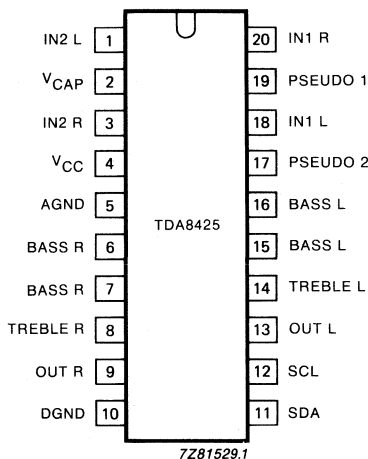 IN2 L 1 20 IN1 R
VCAP 2 19 PSEUDO 1
IN2 R 3 18 IN1 L
VCC 4 17 PSEUDO 2
AGND 5 16 BASS L
TDA8425
BASS R 6 15 BASS L
BASS R 7 14 TREBLE L
TREBLE R 8 13 OUT L
OUT R 9 12 SCL
DGND 10 11 SDA
7Z81529.1